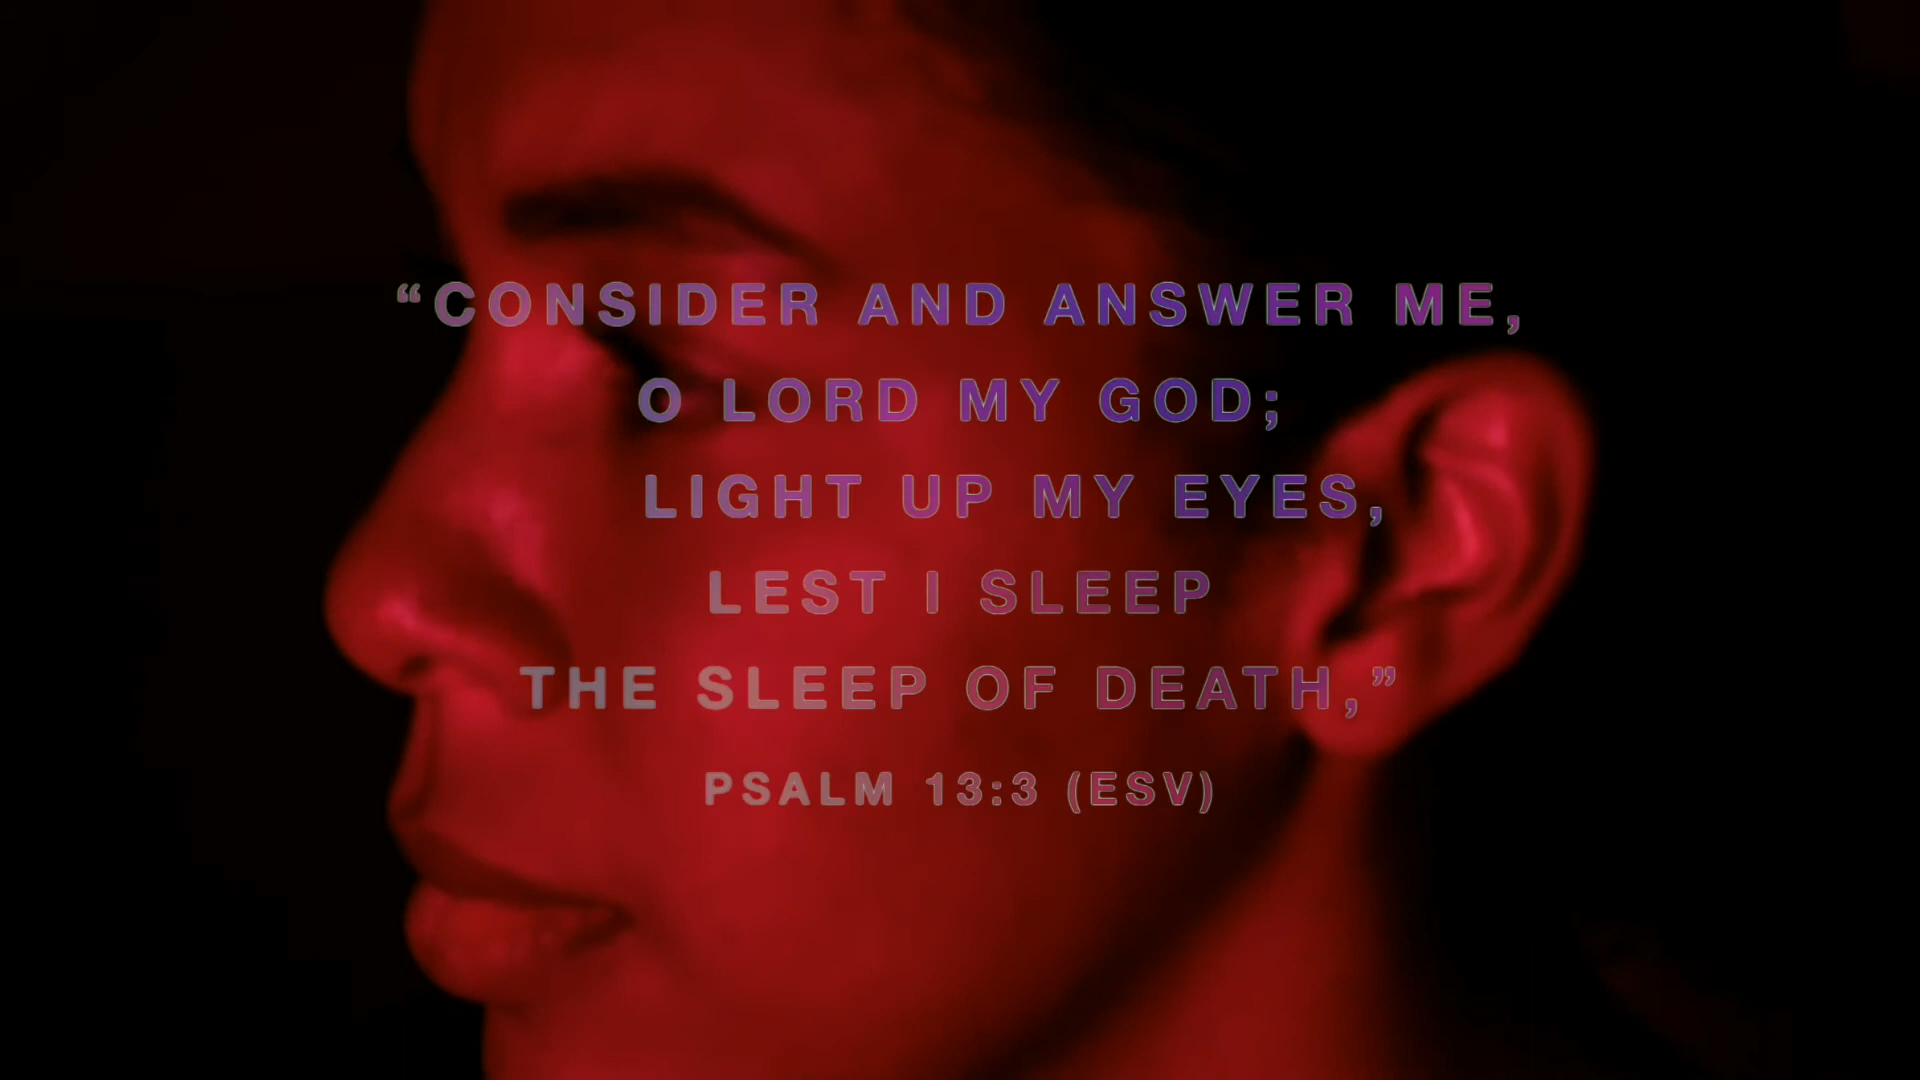 “CONSIDER AND ANSWER ME,
O LORD MY GOD;
LIGHT UP MY EYES,
LEST I SLEEP
THE SLEEP OF DEATH,”
PSALM 13:3 (ESV)